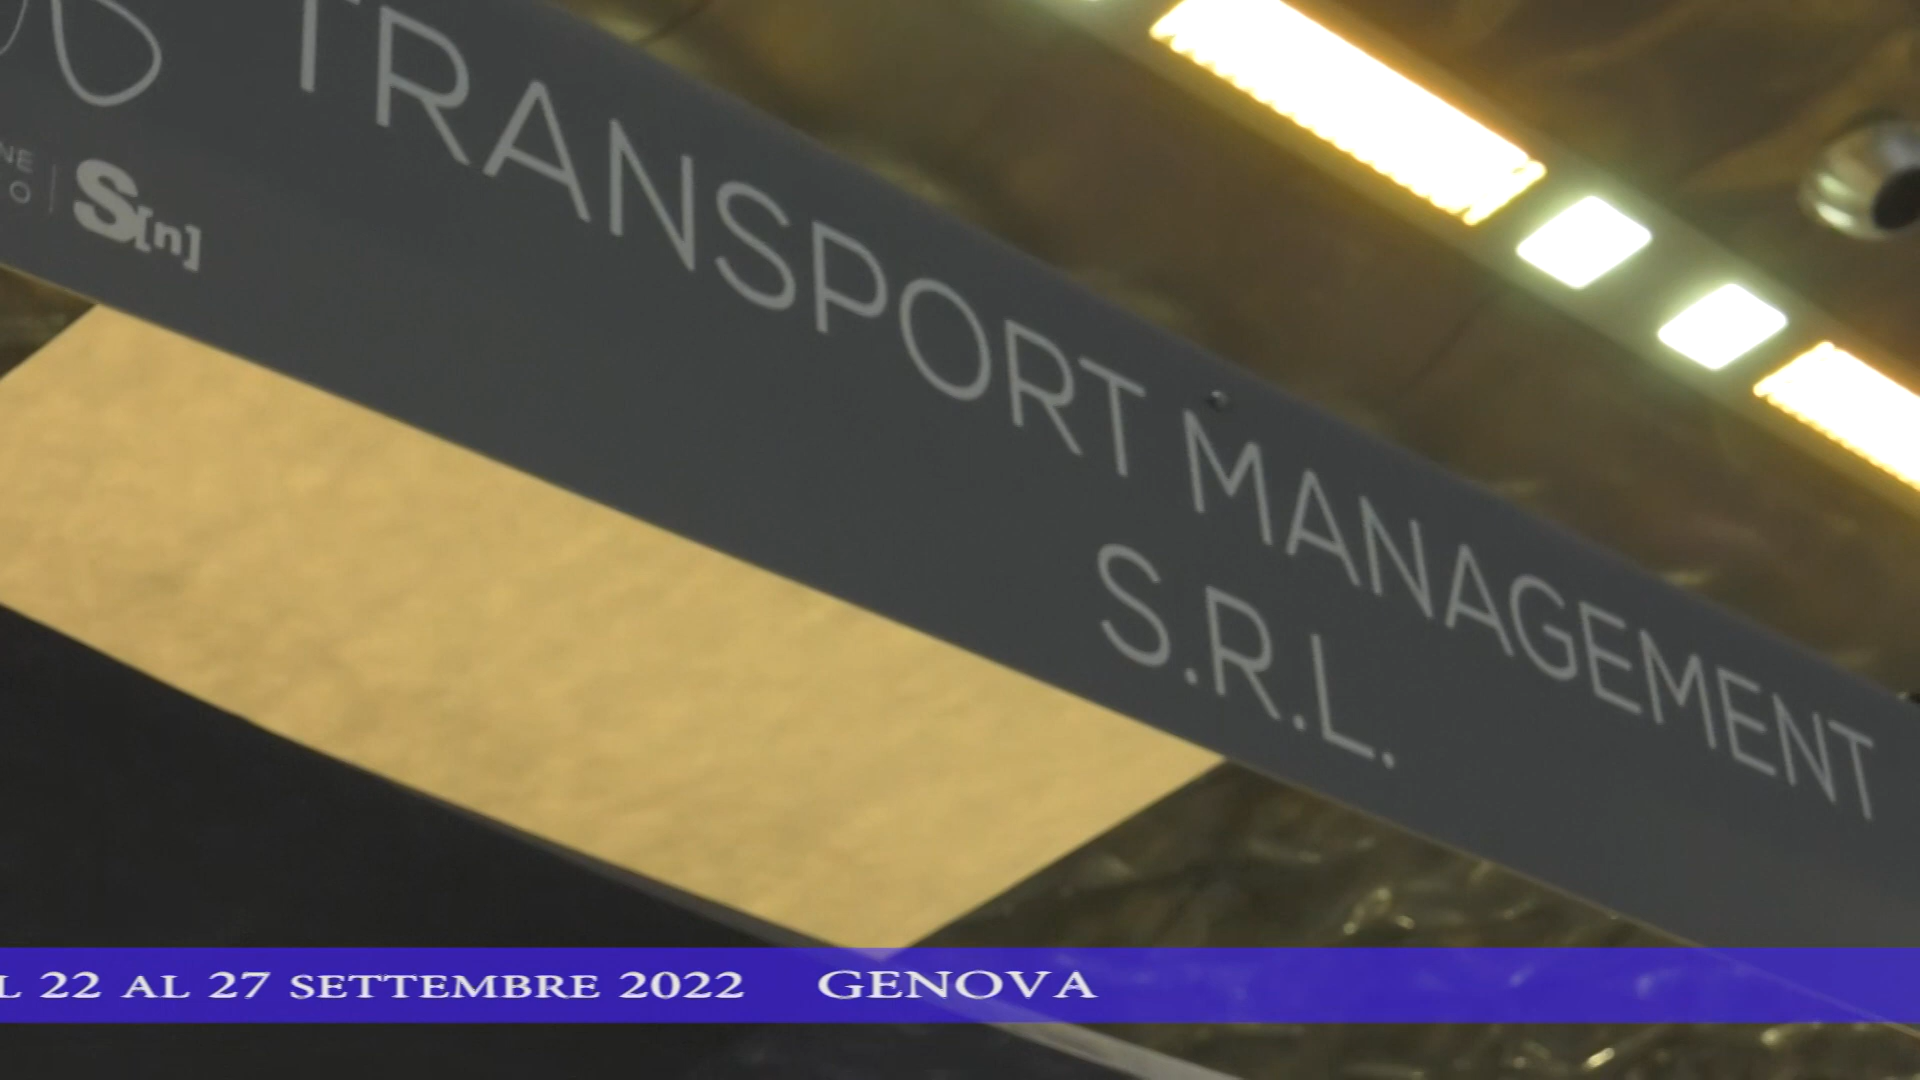 TRANSPORT MANAGEMENT
S.R.L.
S[n]
22 AL 27 SETTEMBRE 2022 GENOVA